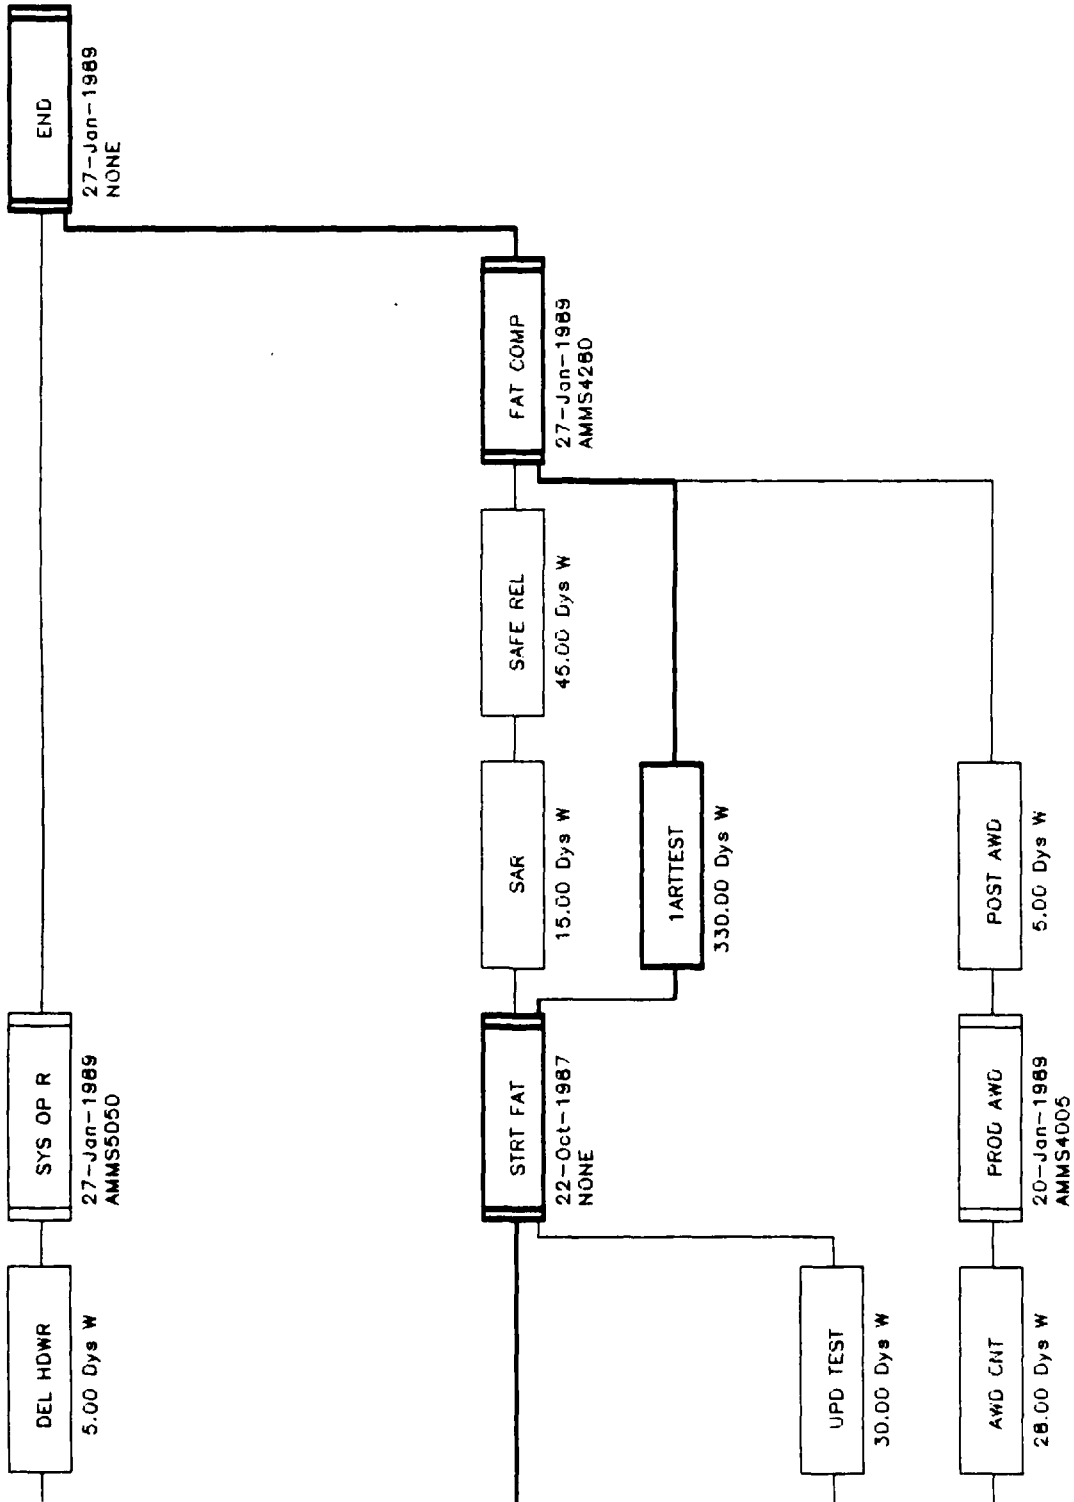 DEL HDWR
5.00 Dys W
SYS OP R
27-Jan-1989
AMMS5050
END
27-Jan-1989
NONE
STRT FAT
22-Oct-1987
NONE
SAR
15.00 Dys W
SAFE REL
45.00 Dys W
FAT COMP
27-Jan-1989
AMMS4280
1ARTTEST
330.00 Dys W
UPD TEST
30.00 Dys W
AWD CNT
28.00 Dys W
PROD AWD
20-Jan-1989
AMMS4005
POST AWD
5.00 Dys W